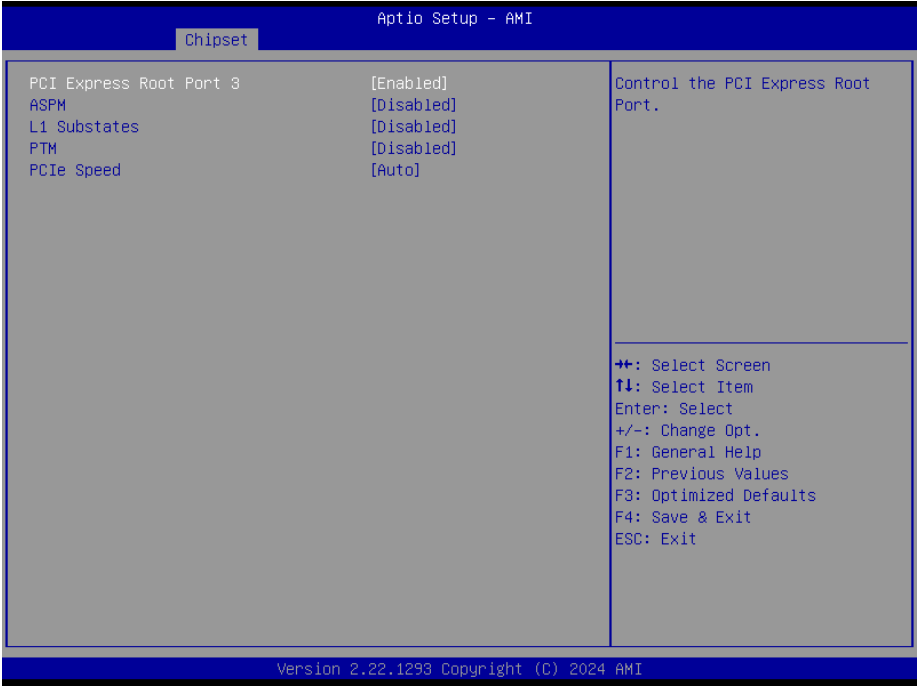 Aptio Setup – AMI
Chipset
PCI Express Root Port 3 [Enabled]
ASPM [Disabled]
L1 Substates [Disabled]
PTM [Disabled]
PCIe Speed [Auto]
Control the PCI Express Root
Port.
→←: Select Screen
↑↓: Select Item
Enter: Select
+/-: Change Opt.
F1: General Help
F2: Previous Values
F3: Optimized Defaults
F4: Save & Exit
ESC: Exit
Version 2.22.1293 Copyright (C) 2024 AMI